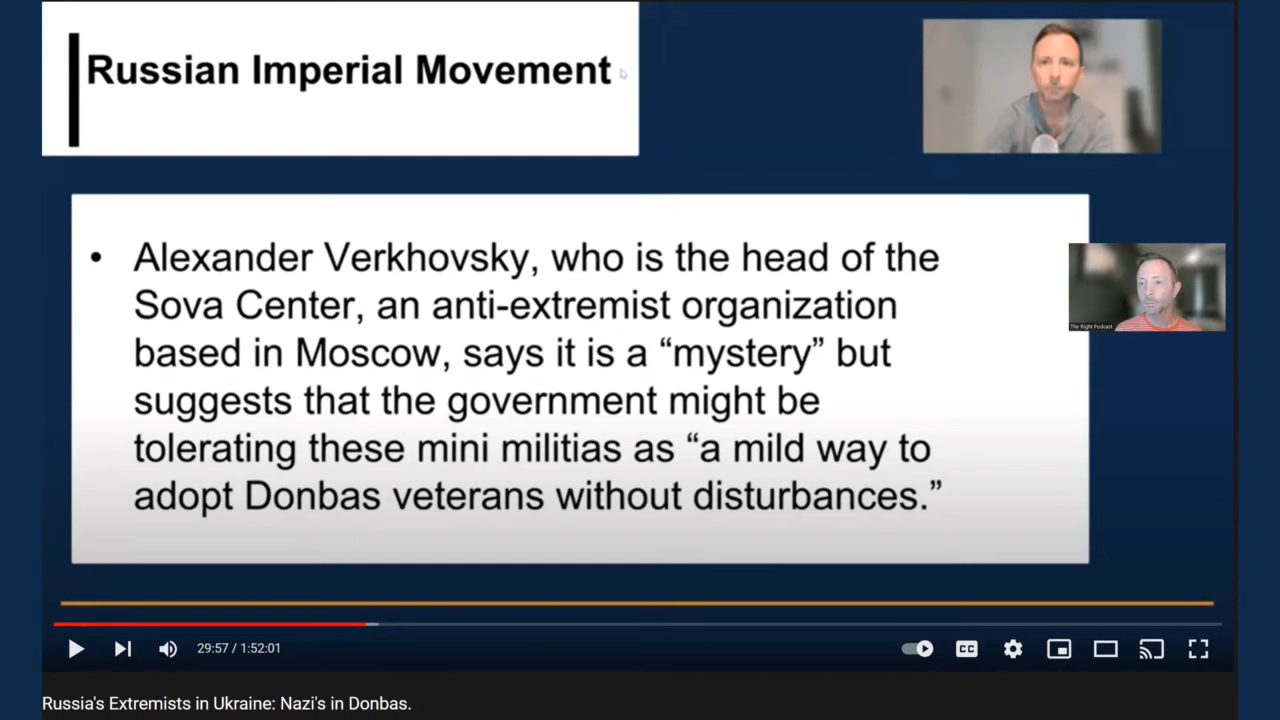 Russian Imperial Movement
• Alexander Verkhovsky, who is the head of the
Sova Center, an anti-extremist organization
based in Moscow, says it is a “mystery” but
suggests that the government might be
tolerating these mini militias as “a mild way to
adopt Donbas veterans without disturbances.”
The Right Podcast
29:57 / 1:52:01
CC
Russia's Extremists in Ukraine: Nazi's in Donbas.